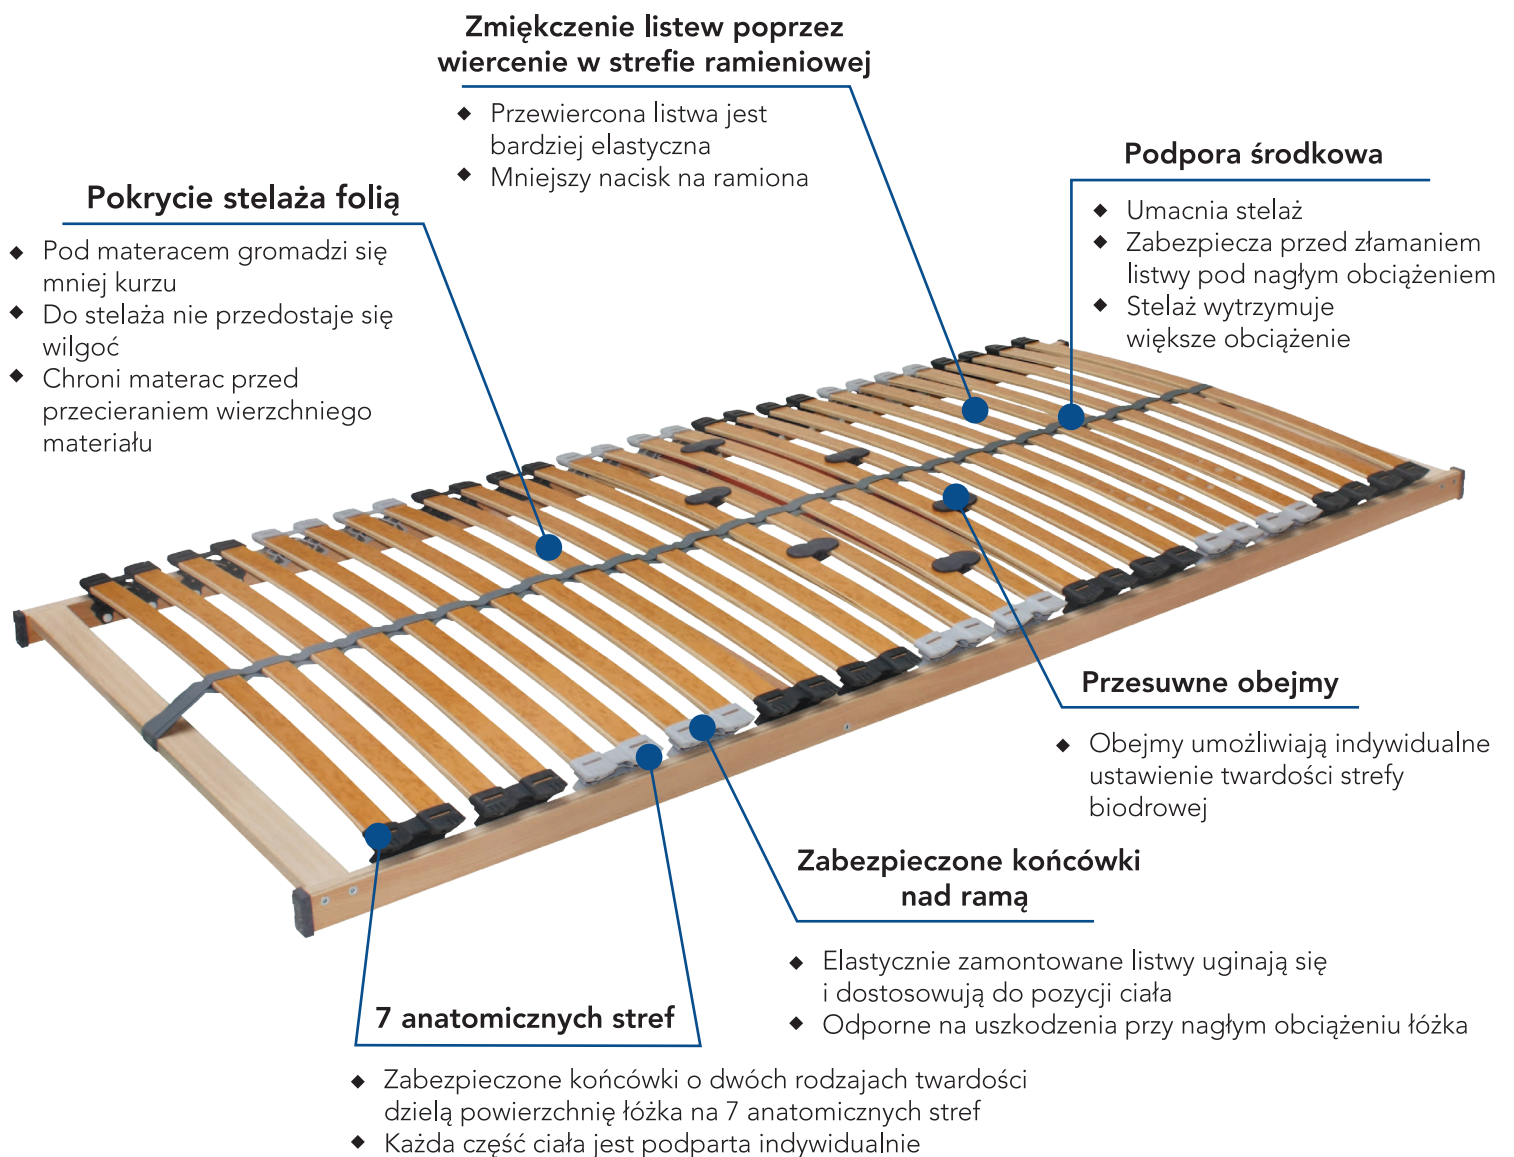 Zmiękczenie listew poprzez
wiercenie w strefie ramieniowej
◆ Przewiercona listwa jest
bardziej elastyczna
◆ Mniejszy nacisk na ramiona
Podpora środkowa
◆ Umacnia stelaż
◆ Zabezpiecza przed złamaniem
listwy pod nagłym obciążeniem
◆ Stelaż wytrzymuje
większe obciążenie
Pokrycie stelaża folią
◆ Pod materacem gromadzi się
mniej kurzu
◆ Do stelaża nie przedostaje się
wilgoć
◆ Chroni materac przed
przecieraniem wierzchniego
materiału
Przesuwne obejmy
◆ Obejmy umożliwiają indywidualne
ustawienie twardości strefy
biodrowej
Zabezpieczone końcówki
nad ramą
◆ Elastycznie zamontowane listwy uginają się
i dostosowują do pozycji ciała
◆ Odporne na uszkodzenia przy nagłym obciążeniu łóżka
7 anatomicznych stref
◆ Zabezpieczone końcówki o dwóch rodzajach twardości
dzielą powierzchnię łóżka na 7 anatomicznych stref
◆ Każda część ciała jest podparta indywidualnie